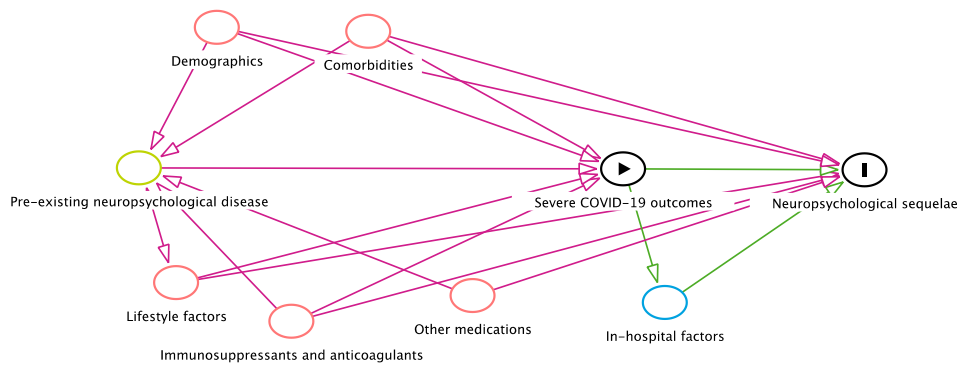 Demographics
Comorbidities
Pre-existing neuropsychological disease
Severe COVID-19 outcomes
Neuropsychological sequelae
Lifestyle factors
Other medications
In-hospital factors
Immunosuppressants and anticoagulants